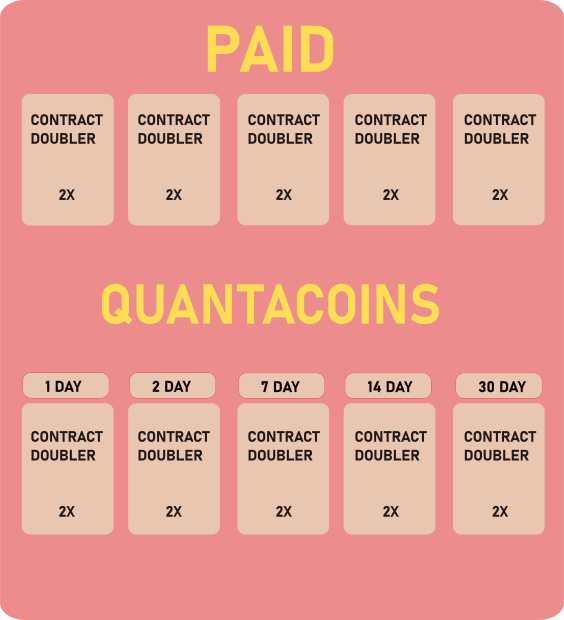 PAID
CONTRACT DOUBLER 2X
CONTRACT DOUBLER 2X
CONTRACT DOUBLER 2X
CONTRACT DOUBLER 2X
CONTRACT DOUBLER 2X
QUANTACOINS
1 DAY
CONTRACT DOUBLER 2X
2 DAY
CONTRACT DOUBLER 2X
7 DAY
CONTRACT DOUBLER 2X
14 DAY
CONTRACT DOUBLER 2X
30 DAY
CONTRACT DOUBLER 2X